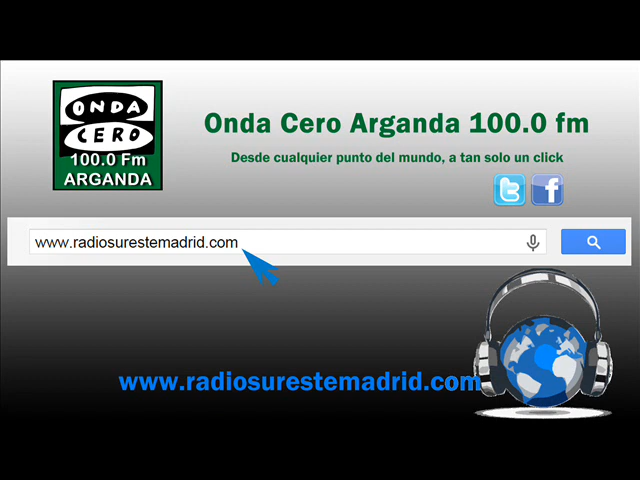 ONDA
CERO
100.0 Fm
ARGANDA
Onda Cero Arganda 100.0 fm
Desde cualquier punto del mundo, a tan solo un click
www.radiosurestemadrid.com
www.radiosurestemadrid.com